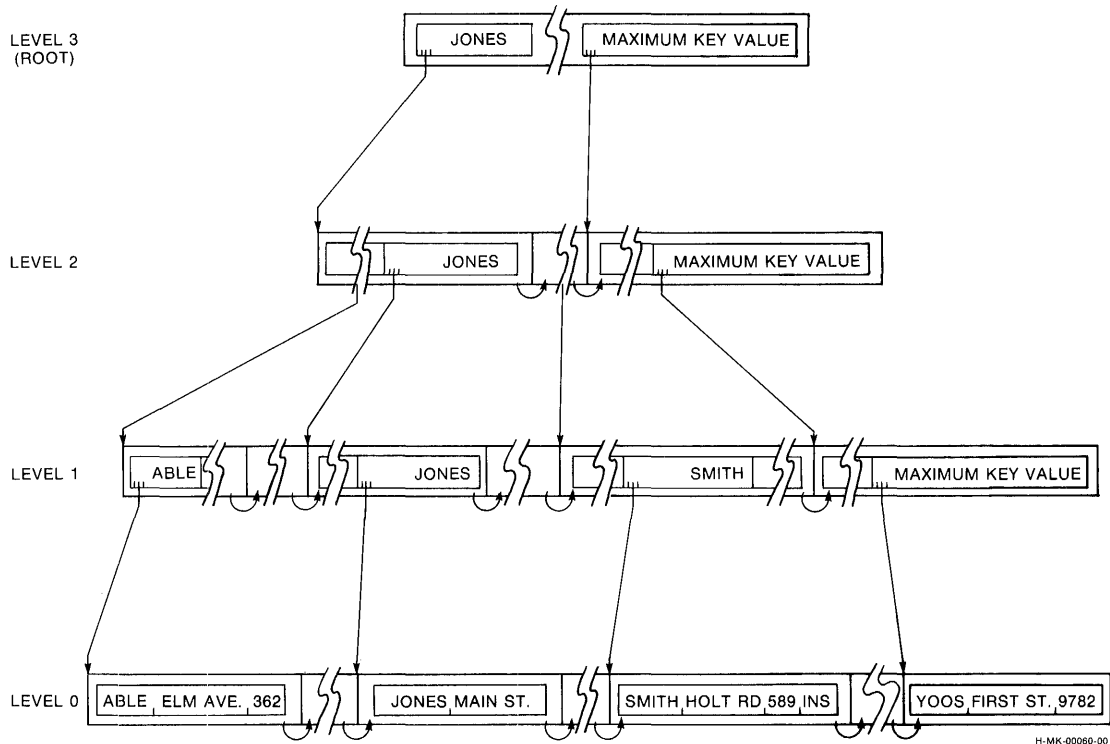 LEVEL 3
(ROOT)
JONES
MAXIMUM KEY VALUE
LEVEL 2
JONES
MAXIMUM KEY VALUE
LEVEL 1
ABLE
JONES
SMITH
MAXIMUM KEY VALUE
LEVEL 0
ABLE ELM AVE. 362
JONES MAIN ST.
SMITH HOLT RD 589 INS
YOOS FIRST ST. 9782
H-MK-00060-00